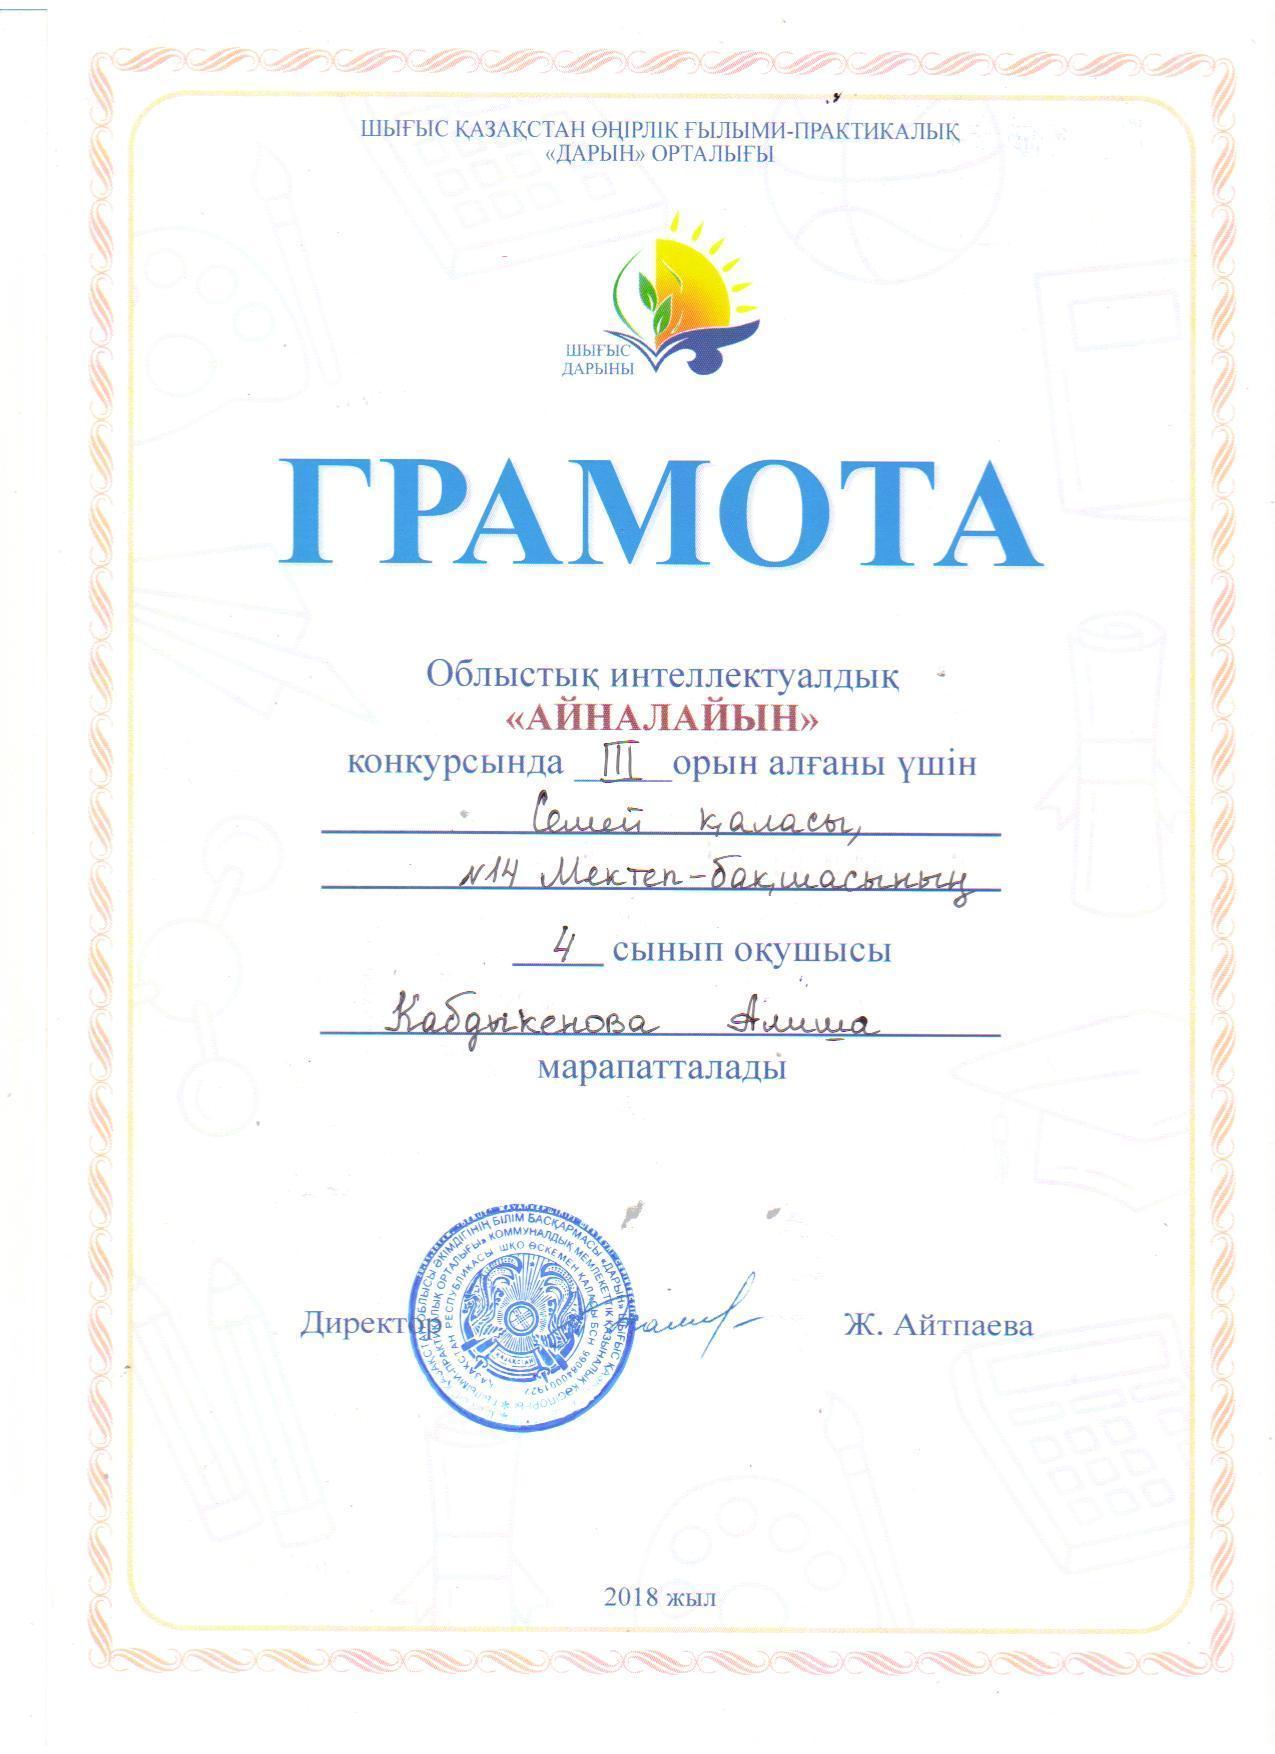 ШЫҒЫС ҚАЗАҚСТАН ӨҢІРЛІК ҒЫЛЫМИ-ПРАКТИКАЛЫҚ
«ДАРЫН» ОРТАЛЫҒЫ
ШЫҒЫС
ДАРЫНЫ
ГРАМОТА
Облыстық интеллектуалдық
«АЙНАЛАЙЫН»
конкурсында III орын алғаны үшін
Семей қаласы,
№14 Мектеп-бақшасының
4 сынып оқушысы
Кабдыкенова Алиша
марапатталады
Директор
Ж. Айтпаева
2018 жыл